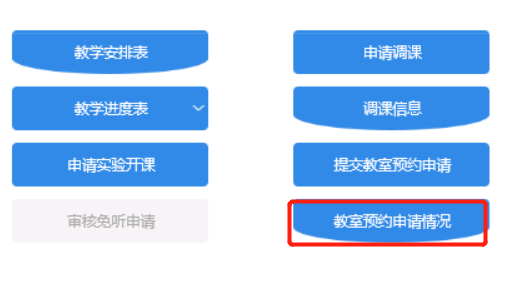 教学安排表
申请调课
教学进度表
调课信息
申请实验开课
提交教室预约申请
审核免听申请
教室预约申请情况